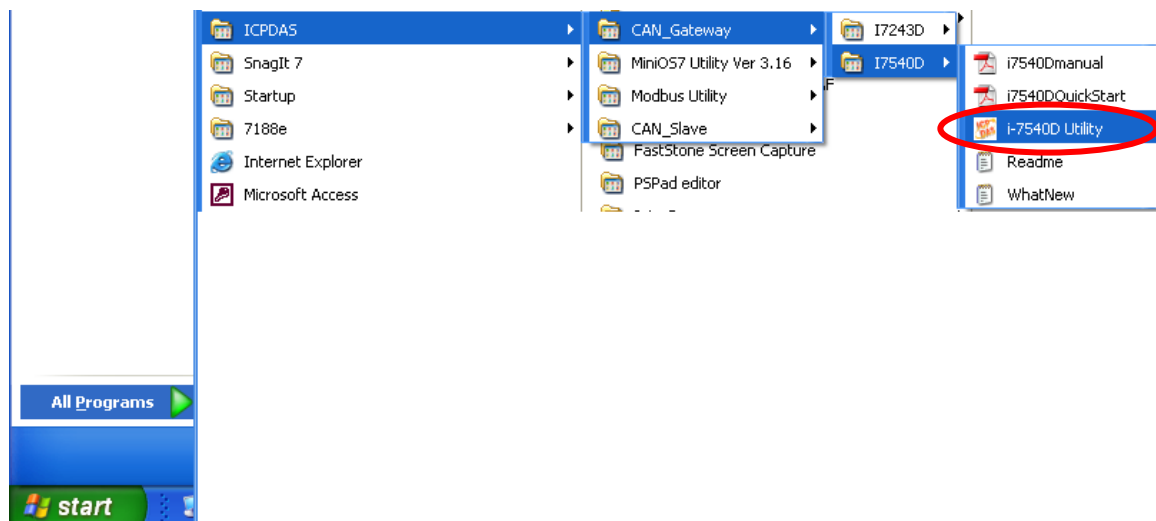 ICPDAS
SnagIt 7
Startup
7188e
Internet Explorer
Microsoft Access
CAN_Gateway
MiniOS7 Utility Ver 3.16
Modbus Utility
CAN_Slave
FastStone Screen Capture
PSPad editor
I7243D
I7540D
i7540Dmanual
i7540DQuickStart
i-7540D Utility
Readme
WhatNew
All Programs
start